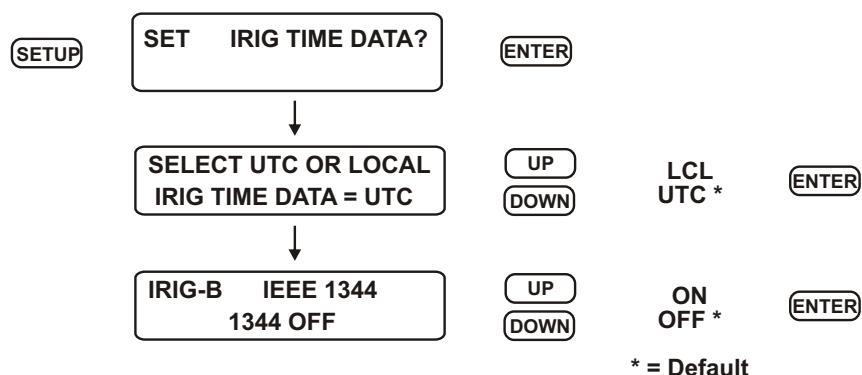 SETUP
SET IRIG TIME DATA?
ENTER
SELECT UTC OR LOCAL
IRIG TIME DATA = UTC
UP
DOWN
LCL
UTC *
ENTER
IRIG-B IEEE 1344
1344 OFF
UP
DOWN
ON
OFF *
ENTER
* = Default